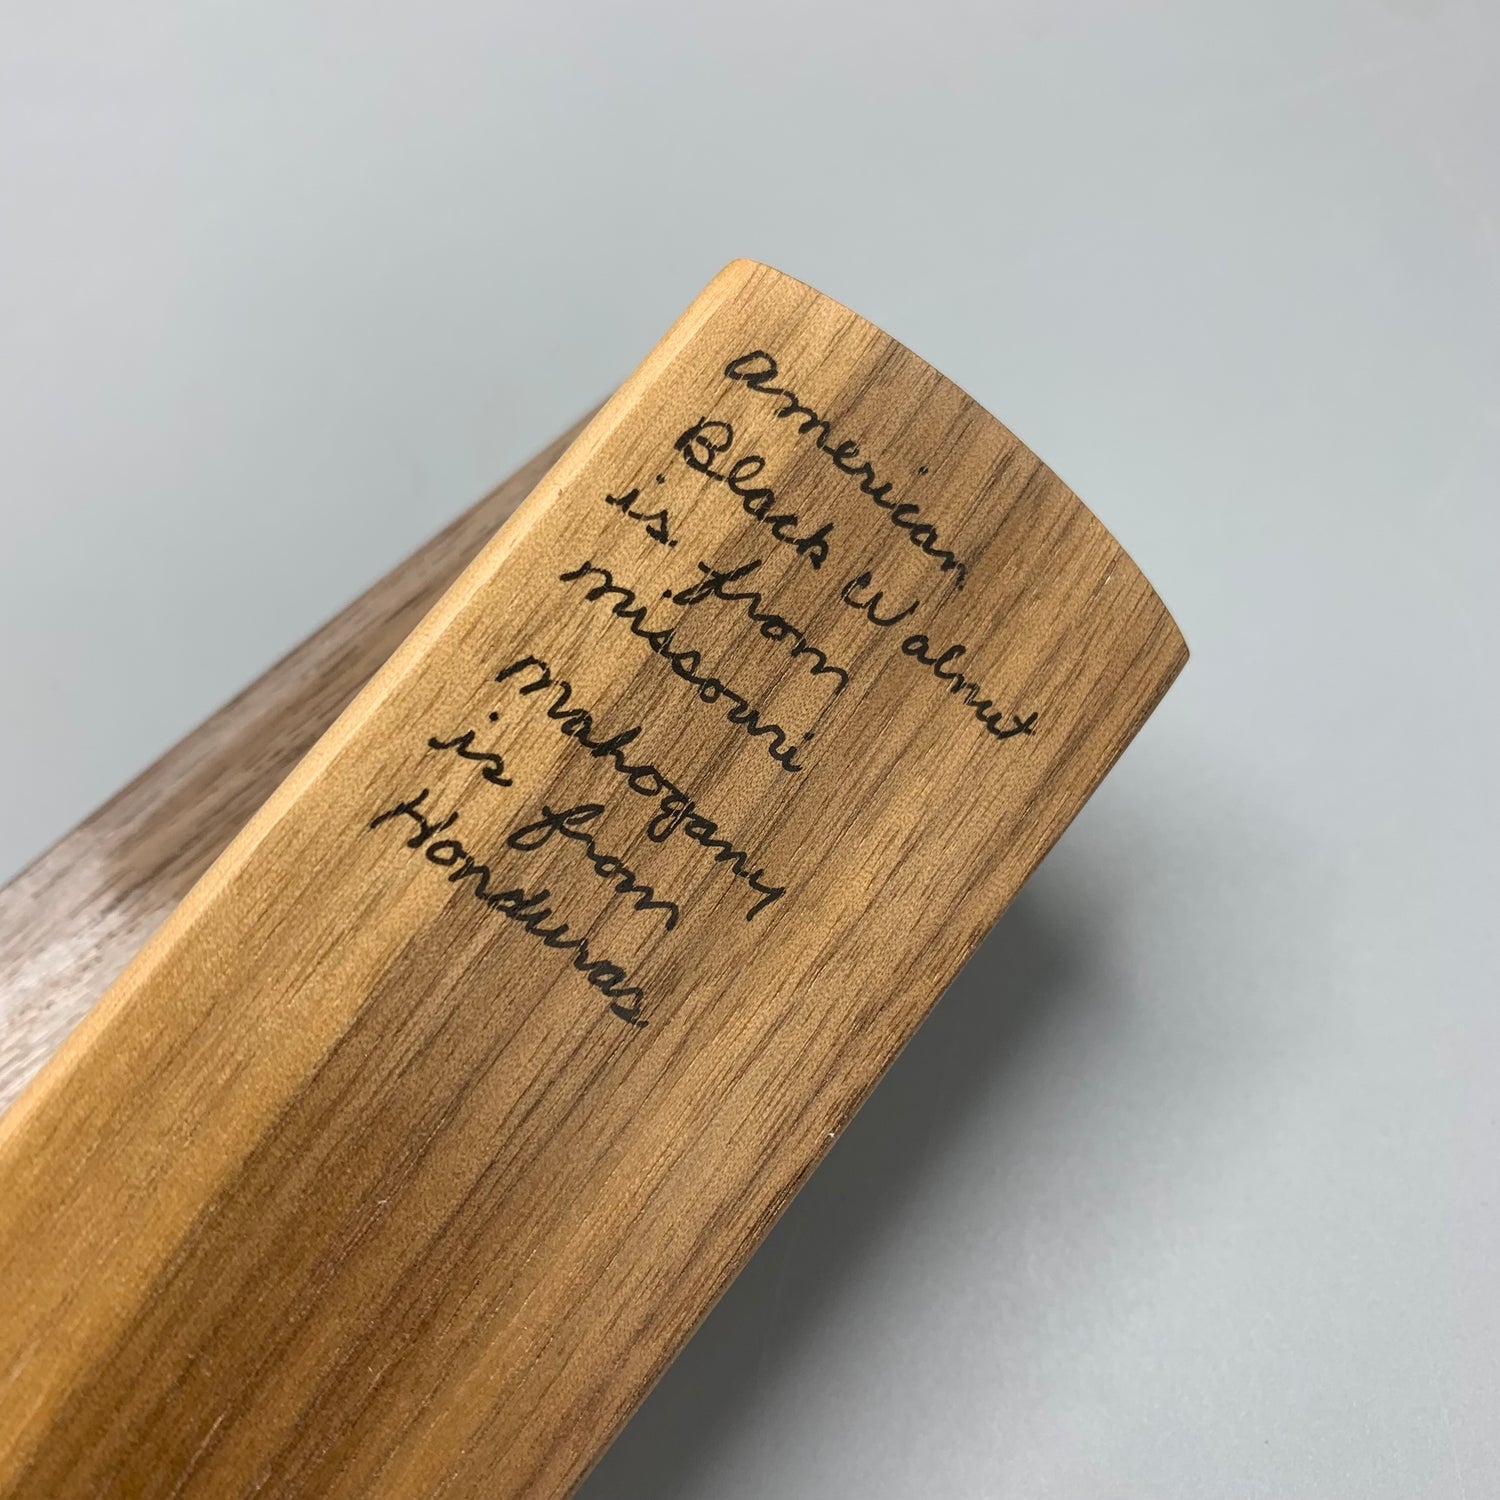 american
Black Walnut
is from
missouri
mahogany
is from
Honduras.